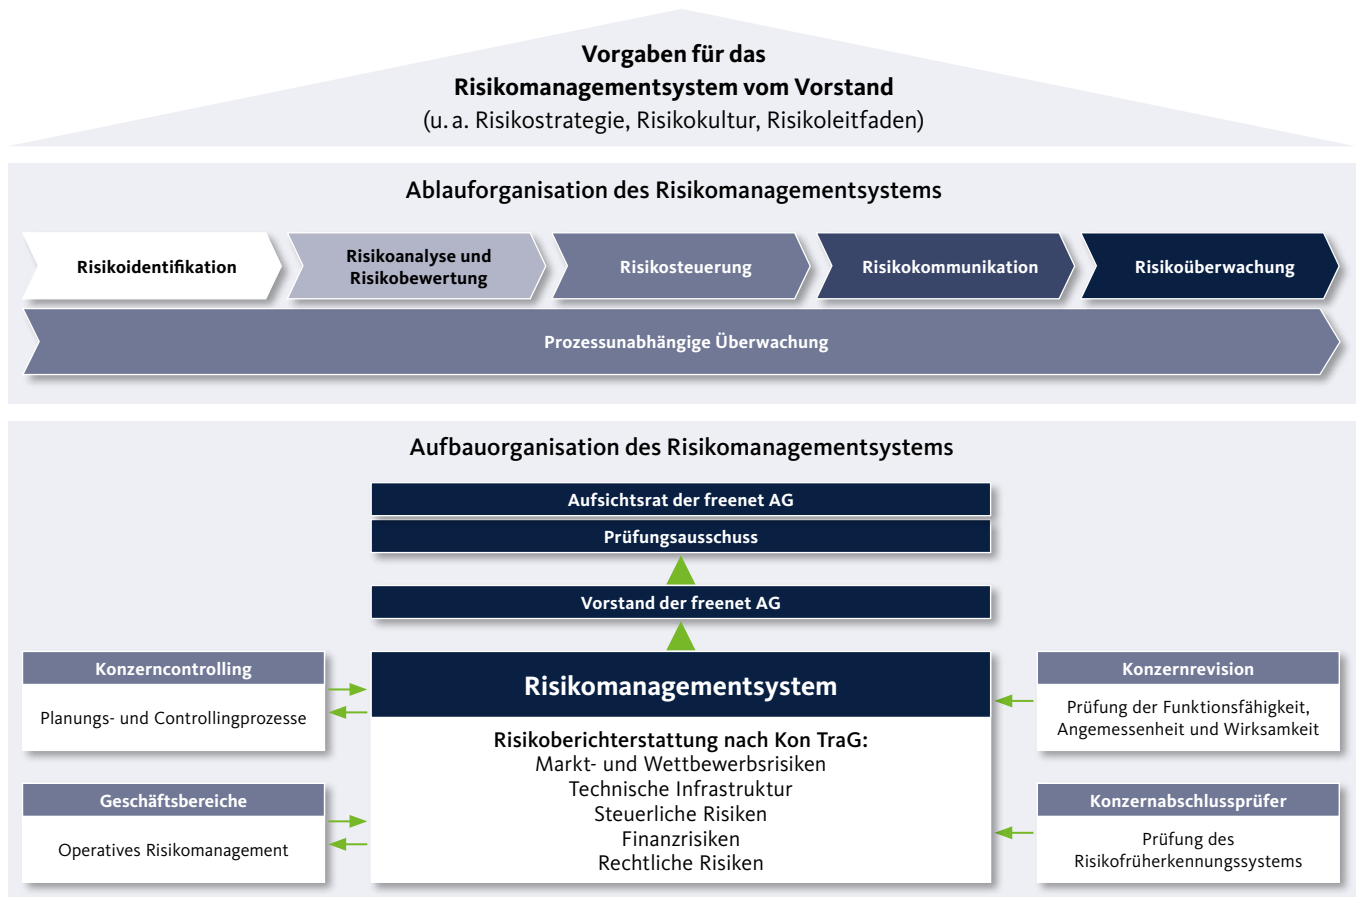 Vorgaben für das
Risikomanagementsystem vom Vorstand
(u. a. Risikostrategie, Risikokultur, Risikoleitfaden)
Ablauforganisation des Risikomanagementsystems
Risikoidentifikation
Risikoanalyse und
Risikobewertung
Risikosteuerung
Risikokommunikation
Risikoüberwachung
Prozessunabhängige Überwachung
Aufbauorganisation des Risikomanagementsystems
Aufsichtsrat der freenet AG
Prüfungsausschuss
Vorstand der freenet AG
Konzerncontrolling
Planungs- und Controllingprozesse
Geschäftsbereiche
Operatives Risikomanagement
Risikomanagementsystem
Risikoberichterstattung nach Kon TraG:
Markt- und Wettbewerbsrisiken
Technische Infrastruktur
Steuerliche Risiken
Finanzrisiken
Rechtliche Risiken
Konzernrevision
Prüfung der Funktionsfähigkeit,
Angemessenheit und Wirksamkeit
Konzernabschlussprüfer
Prüfung des
Risikofrüherkennungssystems